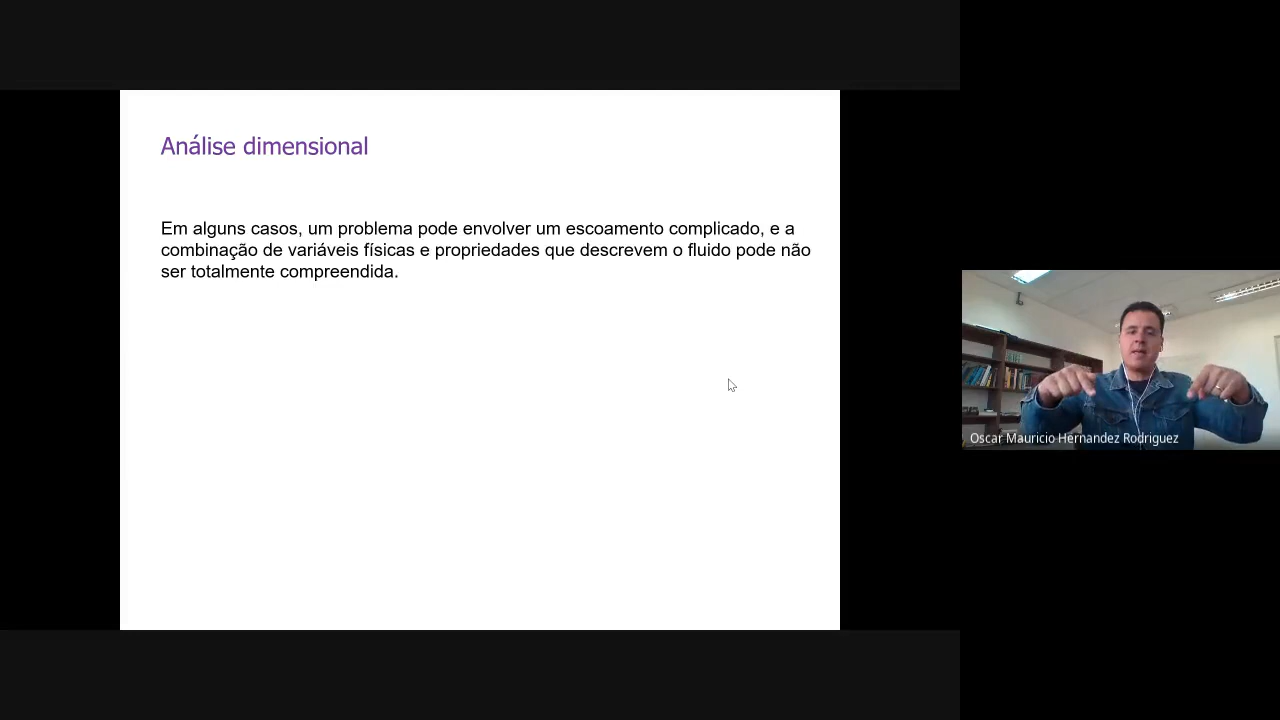 Análise dimensional
Em alguns casos, um problema pode envolver um escoamento complicado, e a
combinação de variáveis físicas e propriedades que descrevem o fluido pode não
ser totalmente compreendida.
Oscar Mauricio Hernandez Rodriguez